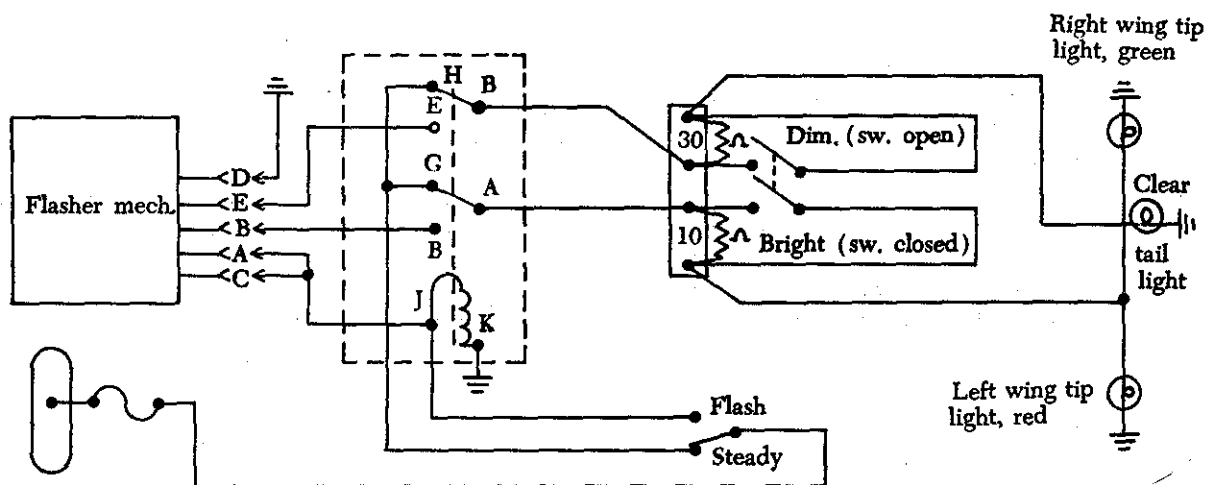 Right wing tip
light, green
H
B
E
30
Ω
Dim. (sw. open)
D
G
A
Clear
Flasher mech.
E
B
10
Ω
Bright (sw. closed)
A
B
tail
light
C
J
K
Left wing tip
light, red
Flash
Steady